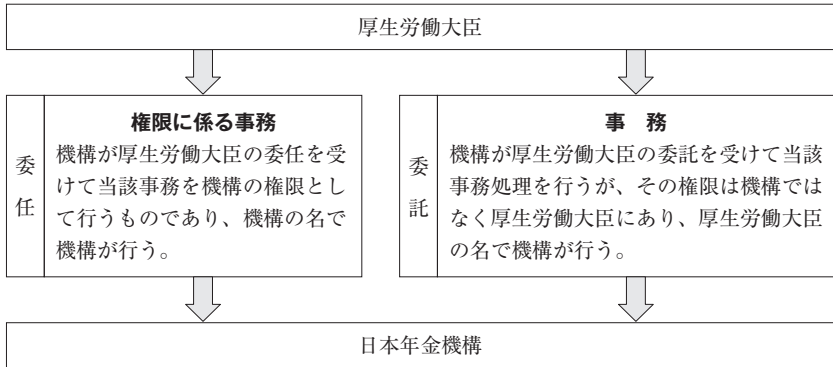 厚生労働大臣
委任
権限に係る事務
機構が厚生労働大臣の委任を受
けて当該事務を機構の権限とし
て行うものであり、機構の名で
機構が行う。
委託
事　務
機構が厚生労働大臣の委託を受けて当該
事務処理を行うが、その権限は機構では
なく厚生労働大臣にあり、厚生労働大臣
の名で機構が行う。
日本年金機構